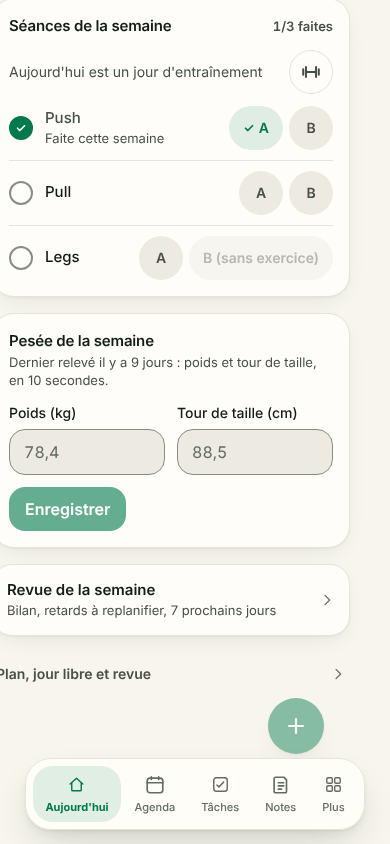 Séances de la semaine 1/3 faites
Aujourd'hui est un jour d'entraînement
Push
Faite cette semaine
A B
Pull A B
Legs A B (sans exercice)
Pesée de la semaine
Dernier relevé il y a 9 jours : poids et tour de taille,
en 10 secondes.
Poids (kg) Tour de taille (cm)
78,4 88,5
Enregistrer
Revue de la semaine
Bilan, retards à replanifier, 7 prochains jours
Plan, jour libre et revue
Aujourd'hui Agenda Tâches Notes Plus